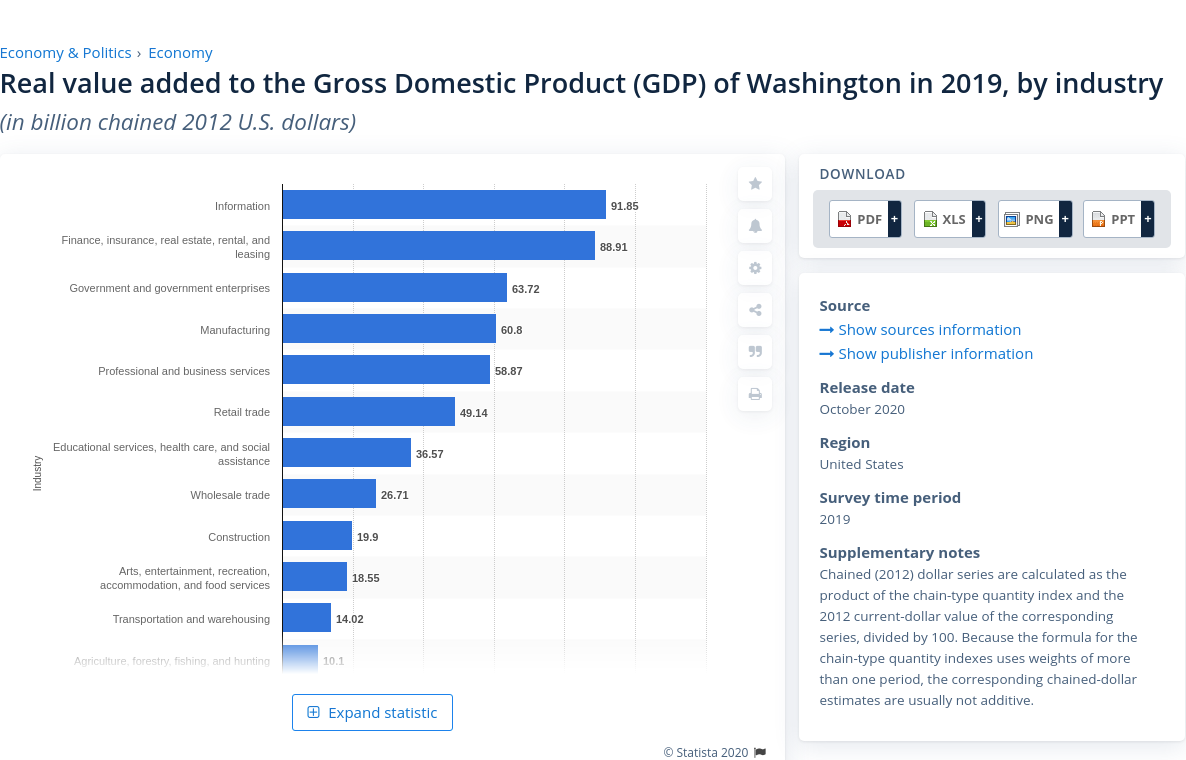 Economy & Politics › Economy
Real value added to the Gross Domestic Product (GDP) of Washington in 2019, by industry
(in billion chained 2012 U.S. dollars)
Industry
Information 91.85
Finance, insurance, real estate, rental, and
leasing 88.91
Government and government enterprises 63.72
Manufacturing 60.8
Professional and business services 58.87
Retail trade 49.14
Educational services, health care, and social
assistance 36.57
Wholesale trade 26.71
Construction 19.9
Arts, entertainment, recreation,
accommodation, and food services 18.55
Transportation and warehousing 14.02
Agriculture, forestry, fishing, and hunting 10.1
Expand statistic
© Statista 2020
DOWNLOAD
PDF + XLS + PNG + PPT +
Source
Show sources information
Show publisher information
Release date
October 2020
Region
United States
Survey time period
2019
Supplementary notes
Chained (2012) dollar series are calculated as the
product of the chain-type quantity index and the
2012 current-dollar value of the corresponding
series, divided by 100. Because the formula for the
chain-type quantity indexes uses weights of more
than one period, the corresponding chained-dollar
estimates are usually not additive.